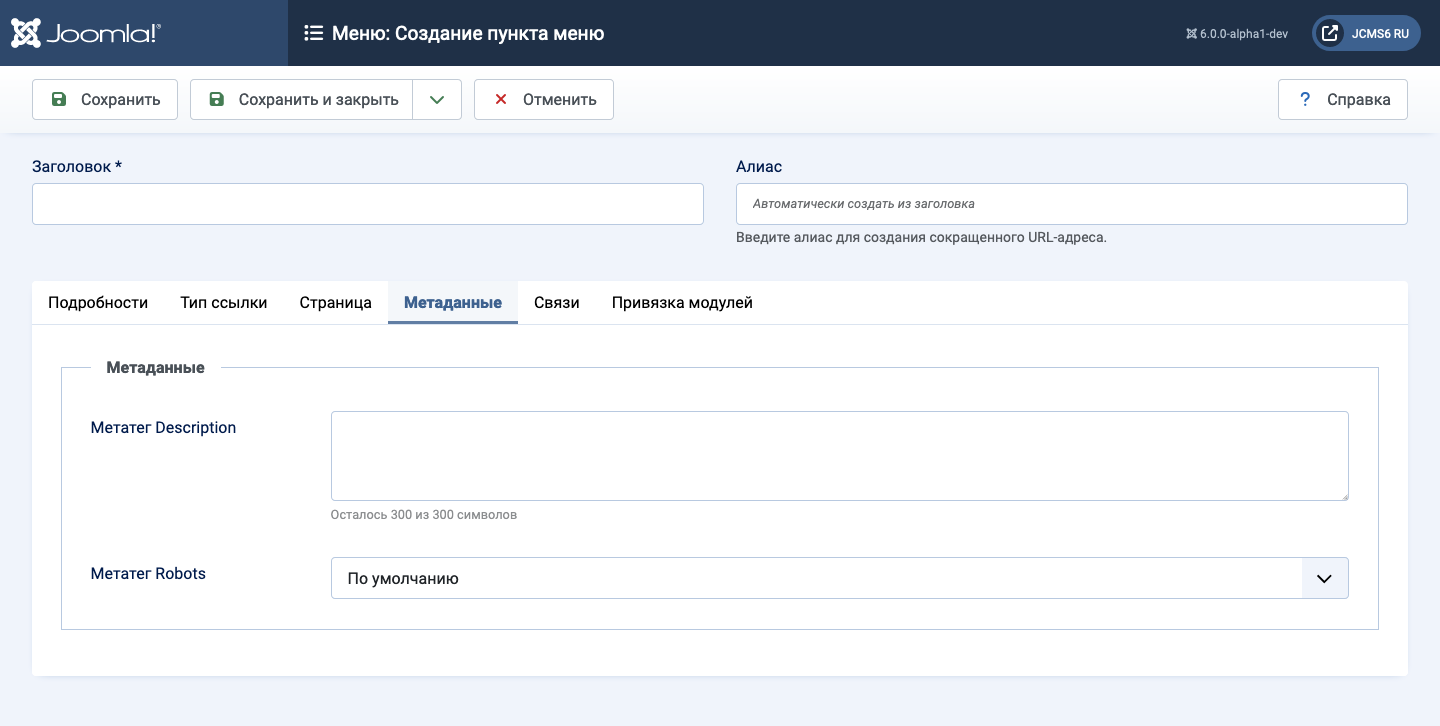 Joomla!®
Меню: Создание пункта меню
6.0.0-alpha1-dev
JCMS6 RU
Сохранить
Сохранить и закрыть
Отменить
? Справка
Заголовок *
Алиас
Автоматически создать из заголовка
Введите алиас для создания сокращенного URL-адреса.
Подробности
Тип ссылки
Страница
Метаданные
Связи
Привязка модулей
Метаданные
Метатег Description
Осталось 300 из 300 символов
Метатег Robots
По умолчанию